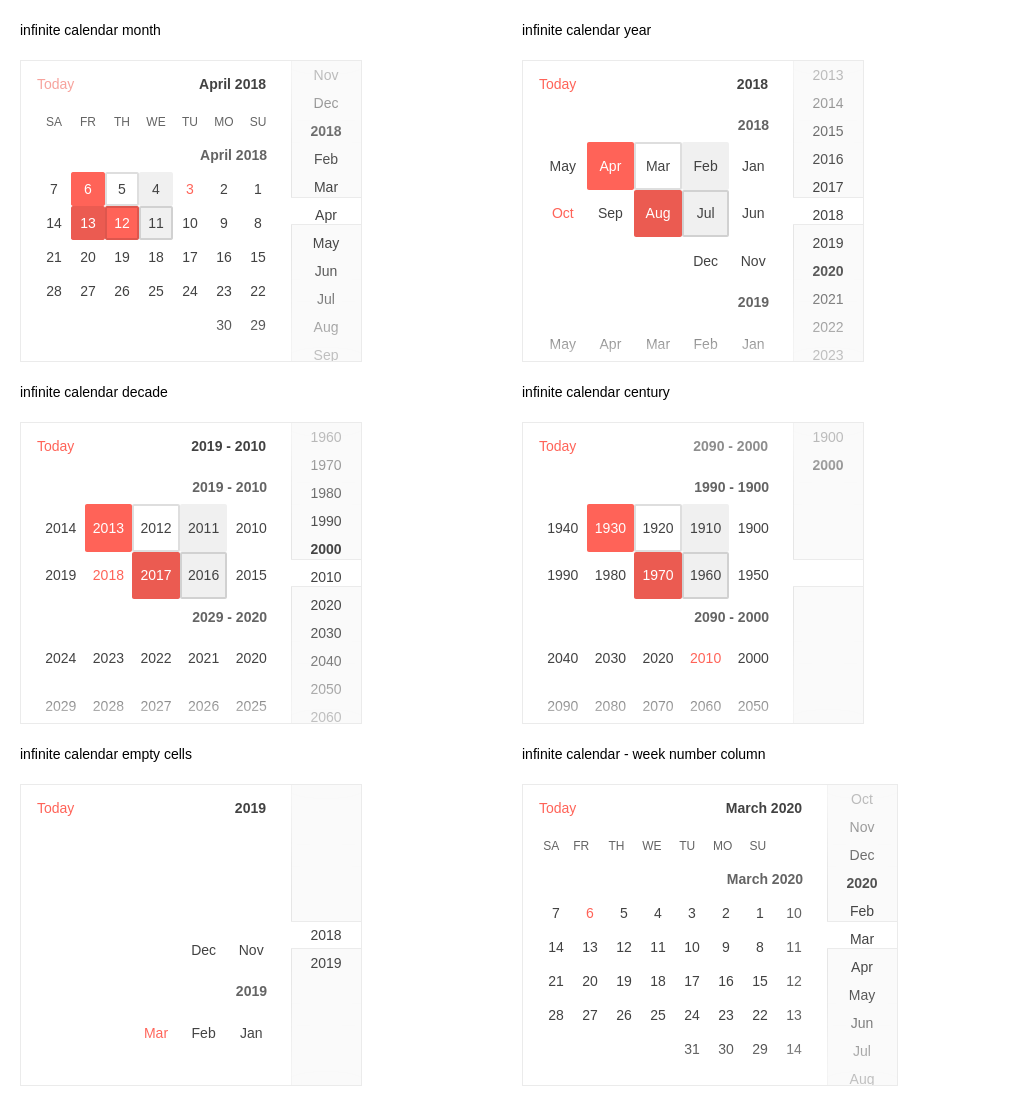 infinite calendar month
Today April 2018
SA FR TH WE TU MO SU
April 2018
7 6 5 4 3 2 1
14 13 12 11 10 9 8
21 20 19 18 17 16 15
28 27 26 25 24 23 22
30 29
Nov
Dec
2018
Feb
Mar
Apr
May
Jun
Jul
Aug
Sep
infinite calendar year
Today 2018
2018
May Apr Mar Feb Jan
Oct Sep Aug Jul Jun
Dec Nov
2019
May Apr Mar Feb Jan
2013
2014
2015
2016
2017
2018
2019
2020
2021
2022
2023
infinite calendar decade
Today 2019 - 2010
2019 - 2010
2014 2013 2012 2011 2010
2019 2018 2017 2016 2015
2029 - 2020
2024 2023 2022 2021 2020
2029 2028 2027 2026 2025
1960
1970
1980
1990
2000
2010
2020
2030
2040
2050
2060
infinite calendar century
Today 2090 - 2000
1990 - 1900
1940 1930 1920 1910 1900
1990 1980 1970 1960 1950
2090 - 2000
2040 2030 2020 2010 2000
2090 2080 2070 2060 2050
1900
2000
infinite calendar empty cells
Today 2019
Dec Nov
2019
Mar Feb Jan
2018
2019
infinite calendar - week number column
Today March 2020
SA FR TH WE TU MO SU
March 2020
7 6 5 4 3 2 1 10
14 13 12 11 10 9 8 11
21 20 19 18 17 16 15 12
28 27 26 25 24 23 22 13
31 30 29 14
Oct
Nov
Dec
2020
Feb
Mar
Apr
May
Jun
Jul
Aug